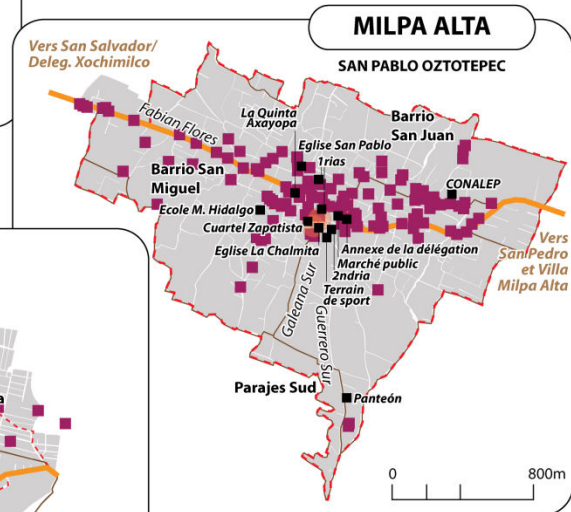 MILPA ALTA
SAN PABLO OZTOTEPEC
Vers San Salvador/
Deleg. Xochimilco
Fabian Flores
La Quinta
Axayopa
Eglise San Pablo
1rias
Barrio
San Juan
Barrio San
Miguel
CONALEP
Ecole M. Hidalgo
Cuartel Zapatista
Eglise La Chalmita
Annexe de la délégation
Marché public
2ndria
Terrain
de sport
Vers
San Pedro
et Villa
Milpa Alta
Galeana Sur
Guerrero Sur
Parajes Sud
Panteón
a
0 800m